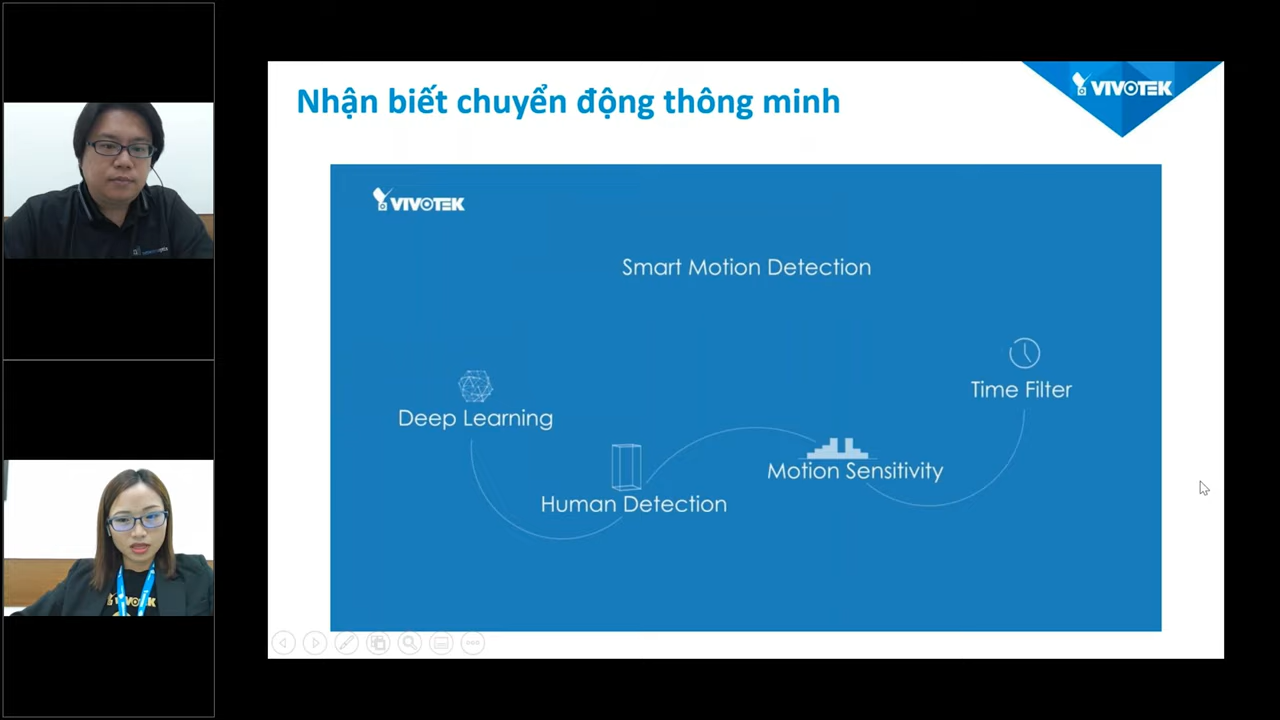 Nhận biết chuyển động thông minh
VIVOTEK
VIVOTEK
Smart Motion Detection
Time Filter
Deep Learning
Motion Sensitivity
Human Detection
VIVOTEK